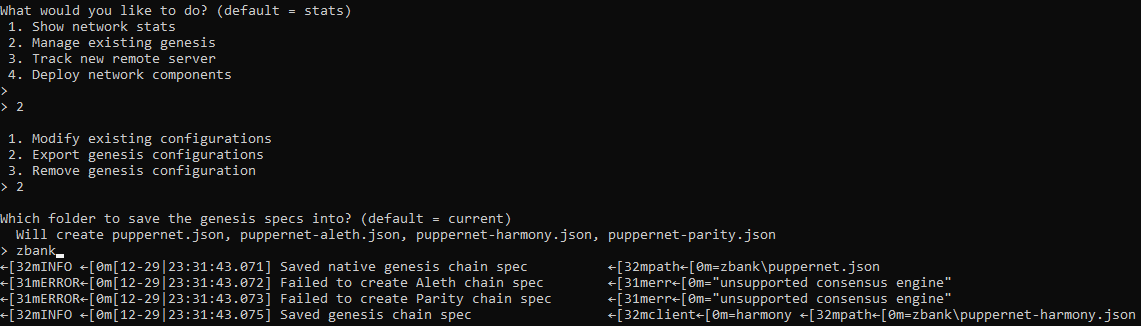 What would you like to do? (default = stats)
 1. Show network stats
 2. Manage existing genesis
 3. Track new remote server
 4. Deploy network components
>
> 2

 1. Modify existing configurations
 2. Export genesis configurations
 3. Remove genesis configuration
> 2

Which folder to save the genesis specs into? (default = current)
  Will create puppernet.json, puppernet-aleth.json, puppernet-harmony.json, puppernet-parity.json
> zbank
←[32mINFO ←[0m[12-29|23:31:43.071] Saved native genesis chain spec          ←[32mpath←[0m=zbank\puppernet.json
←[31mERROR←[0m[12-29|23:31:43.072] Failed to create Aleth chain spec        ←[31merr←[0m="unsupported consensus engine"
←[31mERROR←[0m[12-29|23:31:43.073] Failed to create Parity chain spec       ←[31merr←[0m="unsupported consensus engine"
←[32mINFO ←[0m[12-29|23:31:43.075] Saved genesis chain spec                 ←[32mclient←[0m=harmony ←[32mpath←[0m=zbank\puppernet-harmony.json